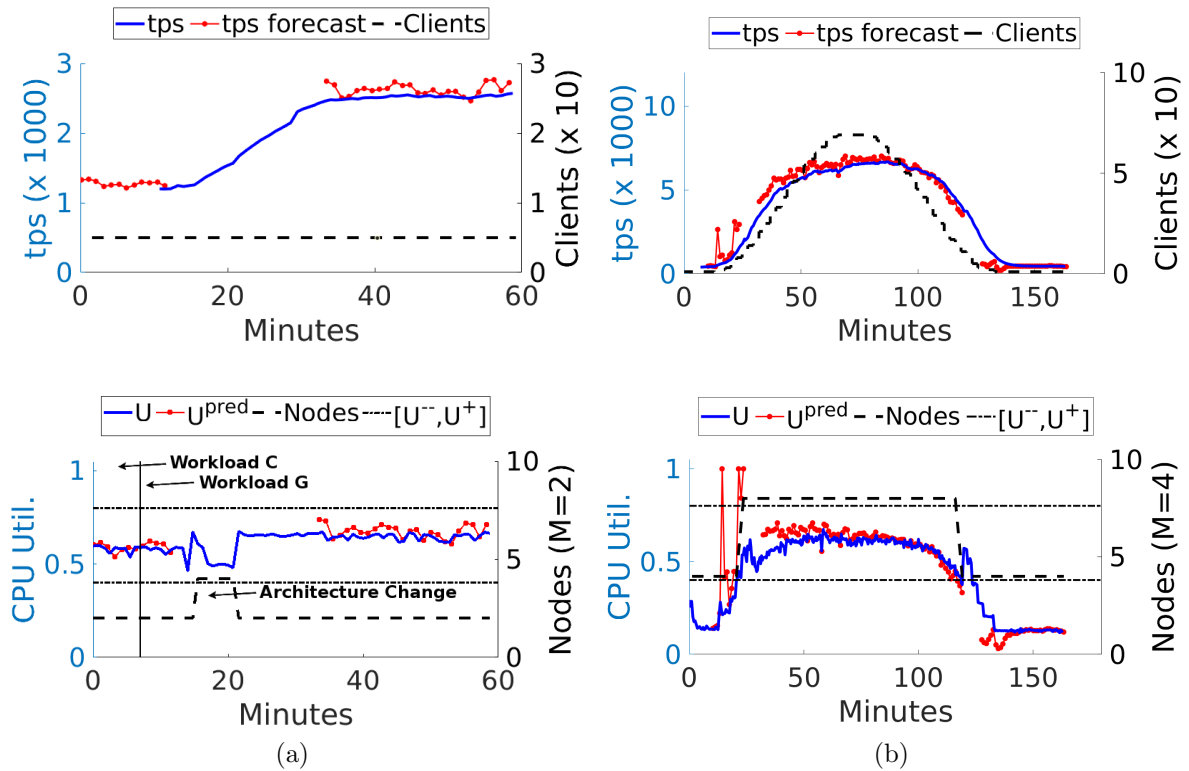 tps tps forecast Clients
3
2
1
0
tps (x 1000)
3
2
1
0
Clients (x 10)
0 20 40 60
Minutes
tps tps forecast Clients
10
5
0
tps (x 1000)
10
5
0
Clients (x 10)
0 50 100 150
Minutes
U U^pred Nodes [U^--,U^+]
1
0.5
0
CPU Util.
Workload C
Workload G
Architecture Change
10
5
0
Nodes (M=2)
0 20 40 60
Minutes
(a)
U U^pred Nodes [U^--,U^+]
1
0.5
0
CPU Util.
10
5
0
Nodes (M=4)
0 50 100 150
Minutes
(b)